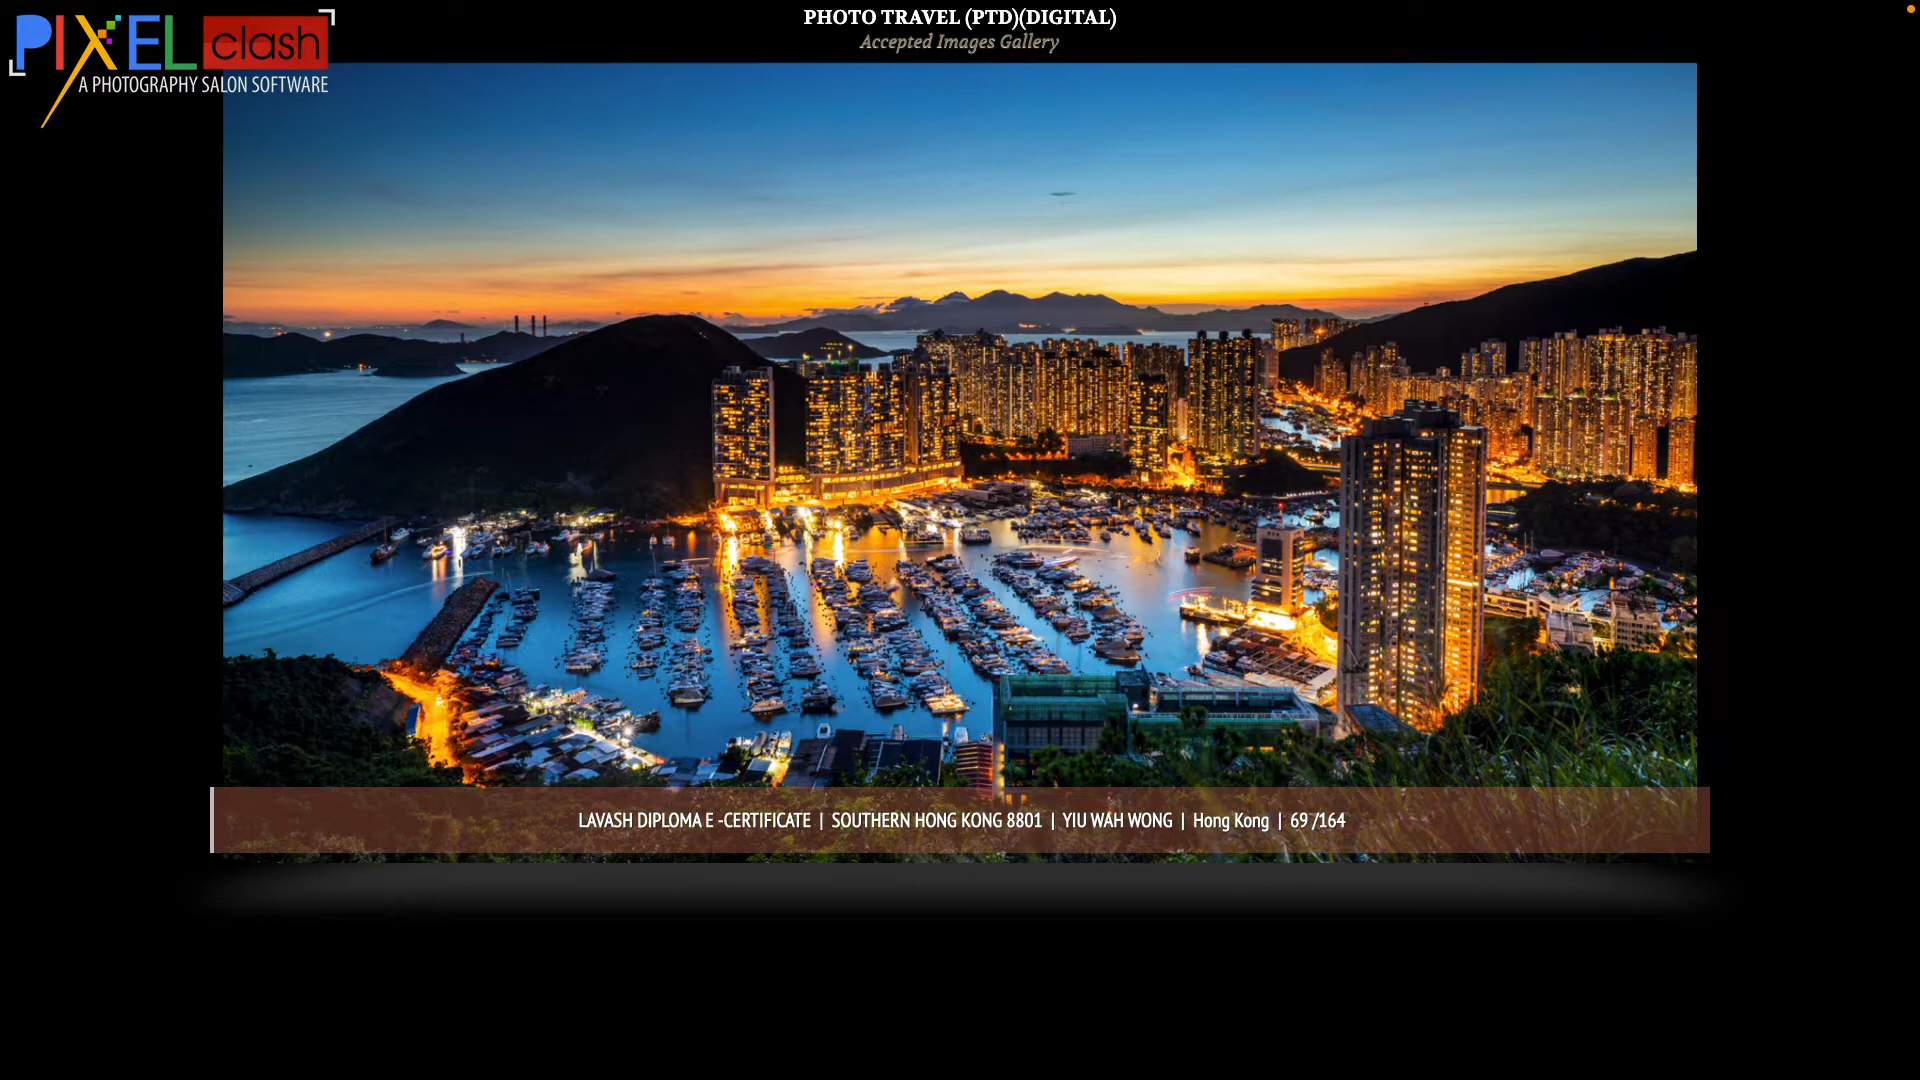 PIXEL clash
A PHOTOGRAPHY SALON SOFTWARE
PHOTO TRAVEL (PTD)(DIGITAL)
Accepted Images Gallery
LAVASH DIPLOMA E -CERTIFICATE | SOUTHERN HONG KONG 8801 | YIU WAH WONG | Hong Kong | 69 /164